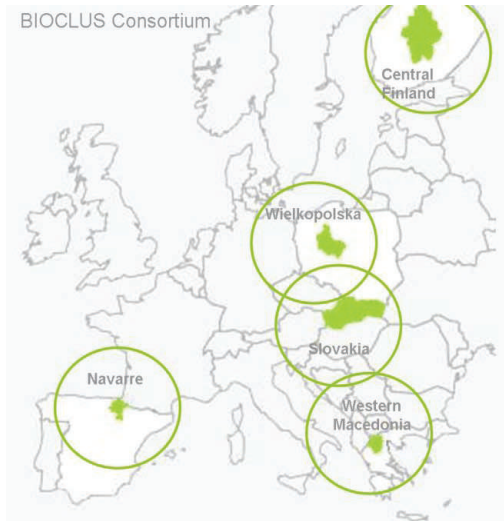 BIOCLUS Consortium
Central
Finland
Wielkopolska
Slovakia
Navarre
Western
Macedonia